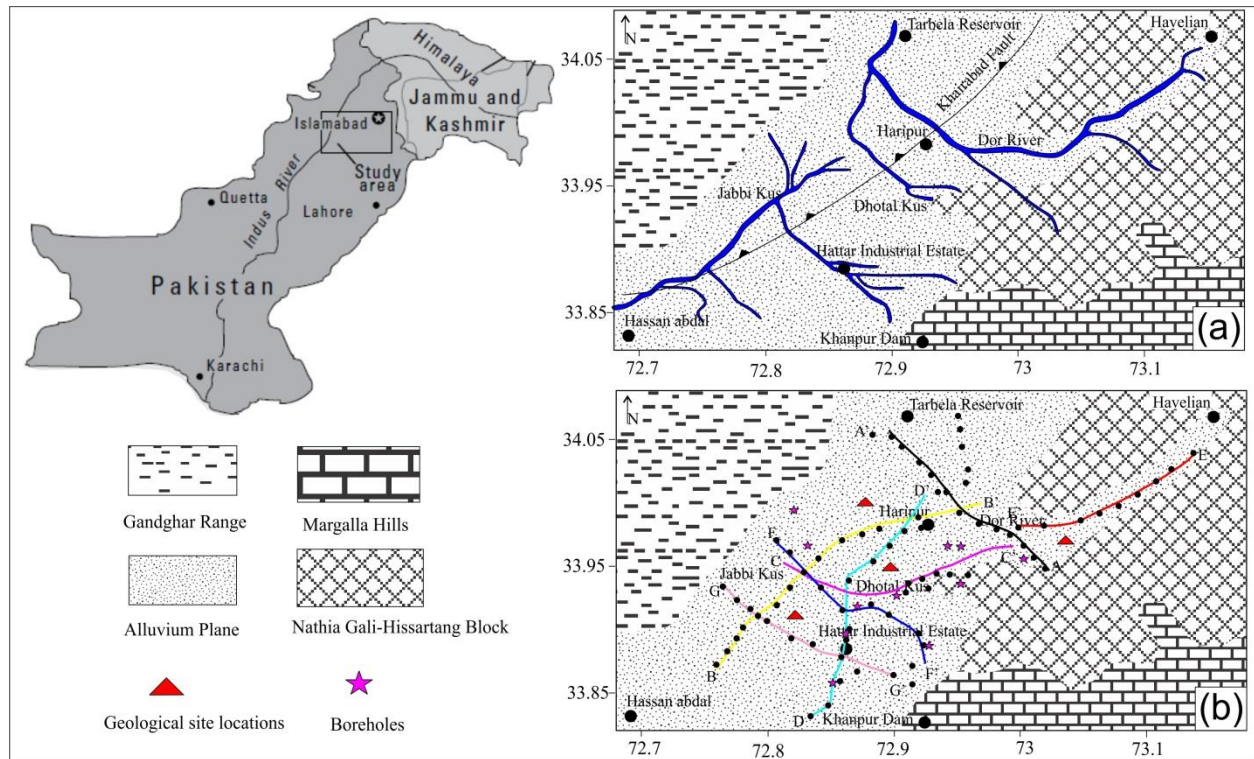 Himalaya
Jammu and
Kashmir
Islamabad
Study
area
Indus River
Quetta
Lahore
Pakistan
Karachi
Gandghar Range
Margalla Hills
Alluvium Plane
Nathia Gali-Hissartang Block
Geological site locations
Boreholes
N
Tarbela Reservoir
Havelian
34.05
Khairabad Fault
Haripur
Dor River
33.95
Jabbi Kus
Dhotal Kus
Hattar Industrial Estate
33.85
Hassan abdal
Khanpur Dam
(a)
72.7
72.8
72.9
73
73.1
N
Tarbela Reservoir
Havelian
34.05
A
E
D
B
Haripur
E
Dor River
F
C
C
A
33.95
Jabbi Kus
G
Dhotal Kus
Hattar Industrial Estate
B
F
G
33.85
Hassan abdal
D
Khanpur Dam
(b)
72.7
72.8
72.9
73
73.1